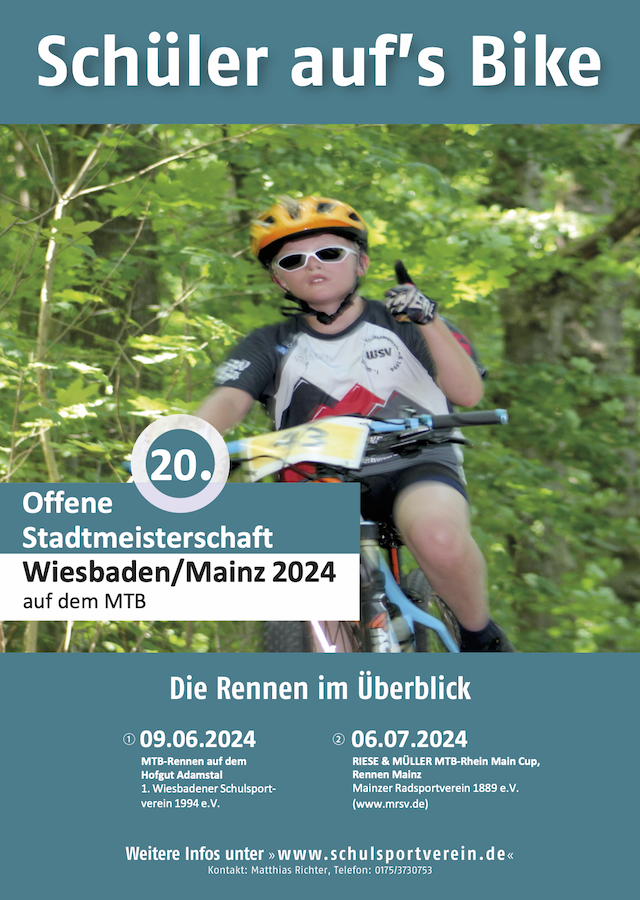 Schüler auf's Bike
WSV
43
20.
Offene
Stadtmeisterschaft
Wiesbaden/Mainz 2024
auf dem MTB
Die Rennen im Überblick
① 09.06.2024
MTB-Rennen auf dem
Hofgut Adamstal
1. Wiesbadener Schulsport-
verein 1994 e.V.
② 06.07.2024
RIESE & MÜLLER MTB-Rhein Main Cup,
Rennen Mainz
Mainzer Radsportverein 1889 e.V.
(www.mrsv.de)
Weitere Infos unter »www.schulsportverein.de«
Kontakt: Matthias Richter, Telefon: 0175/3730753